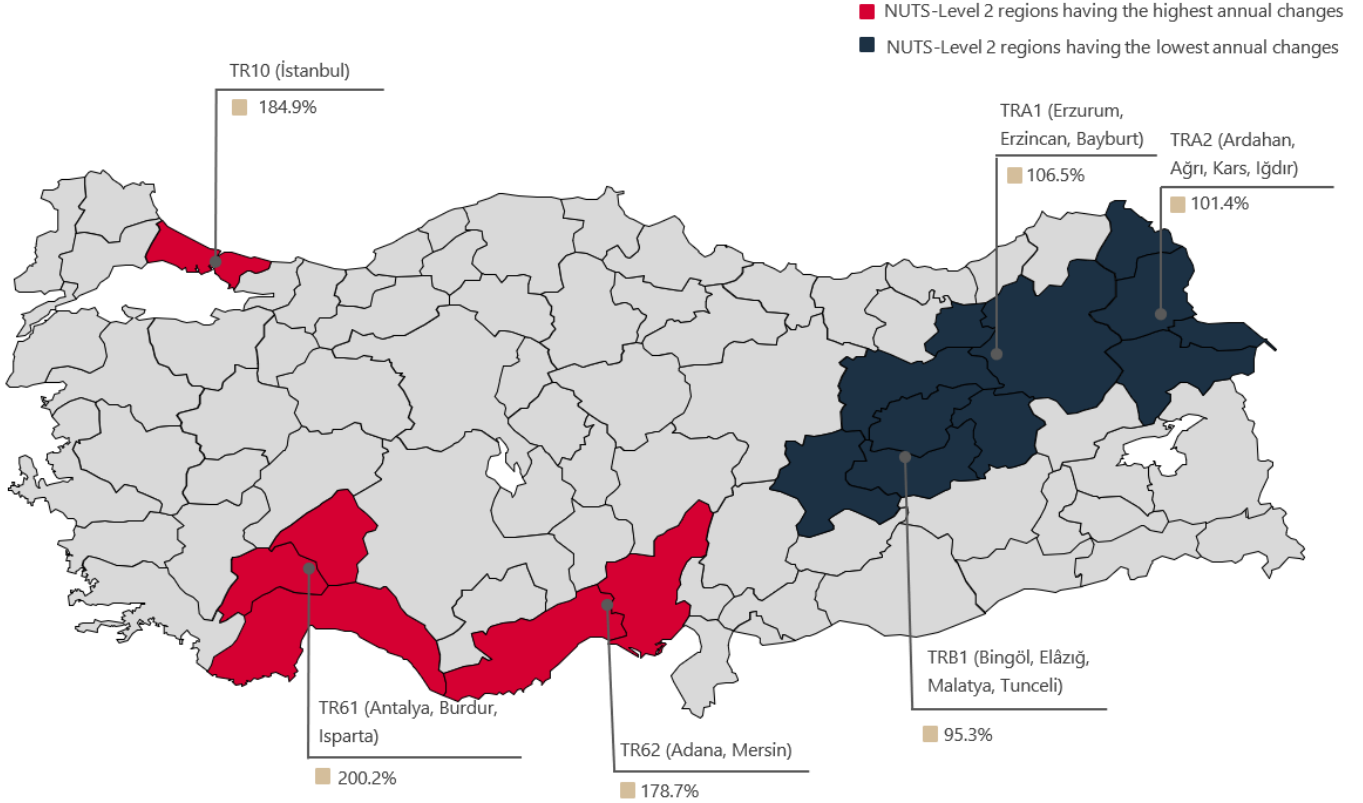 NUTS-Level 2 regions having the highest annual changes
NUTS-Level 2 regions having the lowest annual changes
TR10 (İstanbul)
184.9%
TRA1 (Erzurum,
Erzincan, Bayburt)
106.5%
TRA2 (Ardahan,
Ağrı, Kars, Iğdır)
101.4%
TRB1 (Bingöl, Elâzığ,
Malatya, Tunceli)
95.3%
TR61 (Antalya, Burdur,
Isparta)
200.2%
TR62 (Adana, Mersin)
178.7%